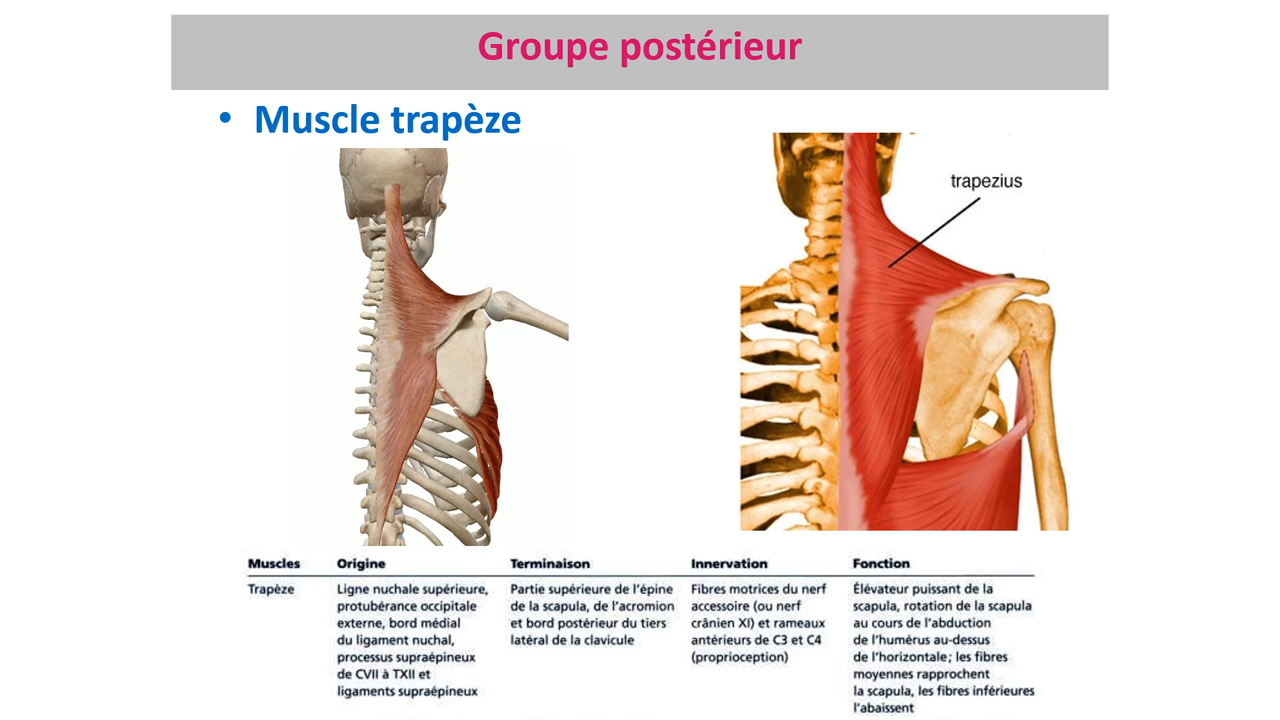 Groupe postérieur
• Muscle trapèze
trapezius
Muscles Origine Terminaison Innervation Fonction
Trapèze
Ligne nuchale supérieure,
protubérance occipitale
externe, bord médial
du ligament nuchal,
processus supraépineux
de CVII à TXII et
ligaments supraépineux
Partie supérieure de l'épine
de la scapula, de l'acromion
et bord postérieur du tiers
latéral de la clavicule
Fibres motrices du nerf
accessoire (ou nerf
crânien XI) et rameaux
antérieurs de C3 et C4
(proprioception)
Élévateur puissant de la
scapula, rotation de la scapula
au cours de l'abduction
de l'humérus au-dessus
de l'horizontale ; les fibres
moyennes rapprochent
la scapula, les fibres inférieures
l'abaissent